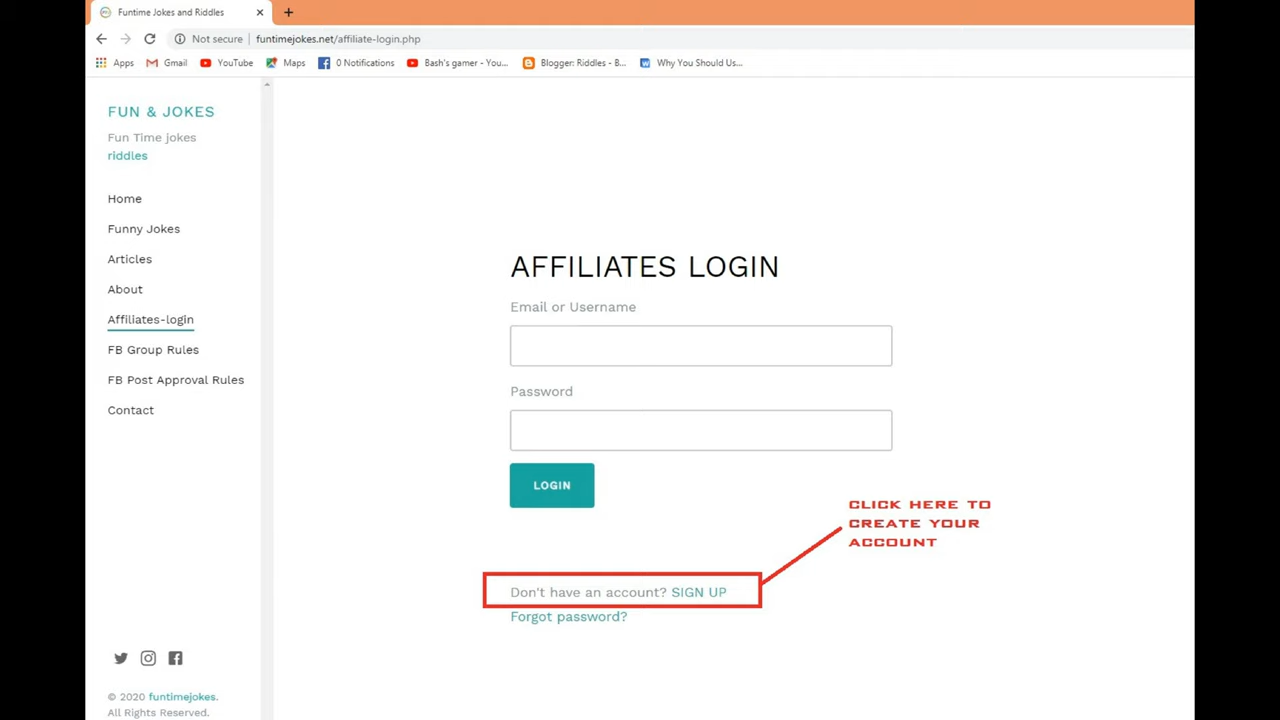 Funtime Jokes and Riddles
Not secure
funtimejokes.net/affiliate-login.php
Apps
Gmail
YouTube
Maps
0 Notifications
Bash's gamer - You...
Blogger: Riddles - B...
Why You Should Us...
FUN & JOKES
Fun Time jokes
riddles
Home
Funny Jokes
Articles
About
Affiliates-login
FB Group Rules
FB Post Approval Rules
Contact
© 2020 funtimejokes.
All Rights Reserved.
AFFILIATES LOGIN
Email or Username
Password
LOGIN
CLICK HERE TO
CREATE YOUR
ACCOUNT
Don't have an account? SIGN UP
Forgot password?